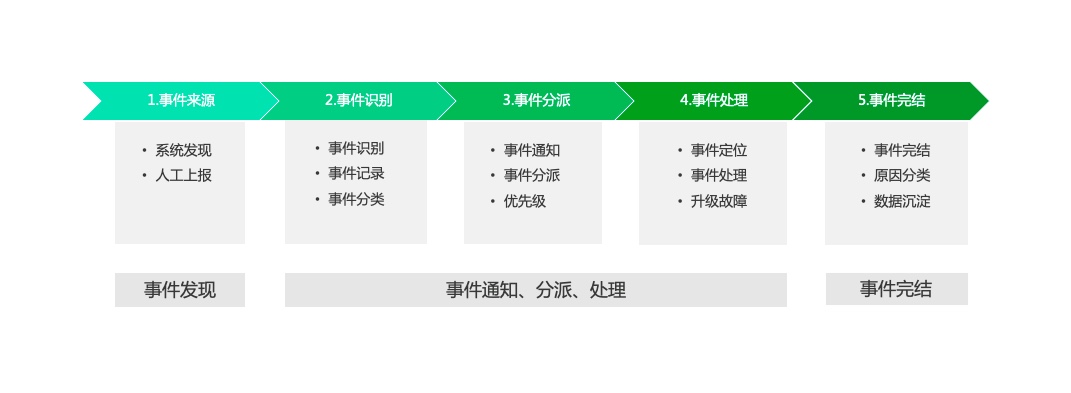 1.事件来源
2.事件识别
3.事件分派
4.事件处理
5.事件完结
• 系统发现
• 人工上报
• 事件识别
• 事件记录
• 事件分类
• 事件通知
• 事件分派
• 优先级
• 事件定位
• 事件处理
• 升级故障
• 事件完结
• 原因分类
• 数据沉淀
事件发现
事件通知、分派、处理
事件完结